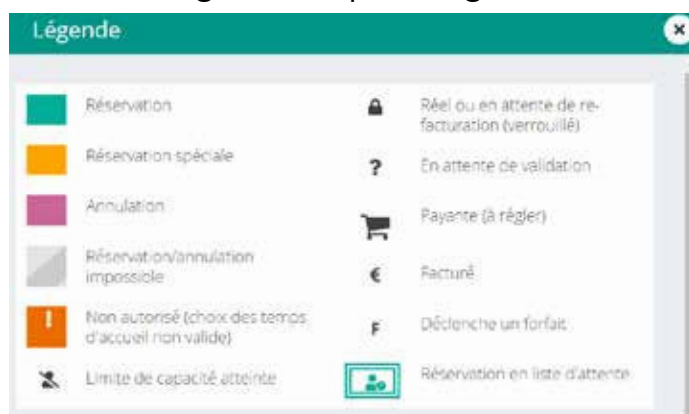 Légende
Réservation
Réservation spéciale
Annulation
Réservation/annulation
impossible
!
Non autorisé (choix des temps
d'accueil non valide)
Limite de capacité atteinte
Réel ou en attente de re-
facturation (verrouillé)
?
En attente de validation
Payante (à régler)
€
Facturé
F
Déclenche un forfait
Réservation en liste d'attente